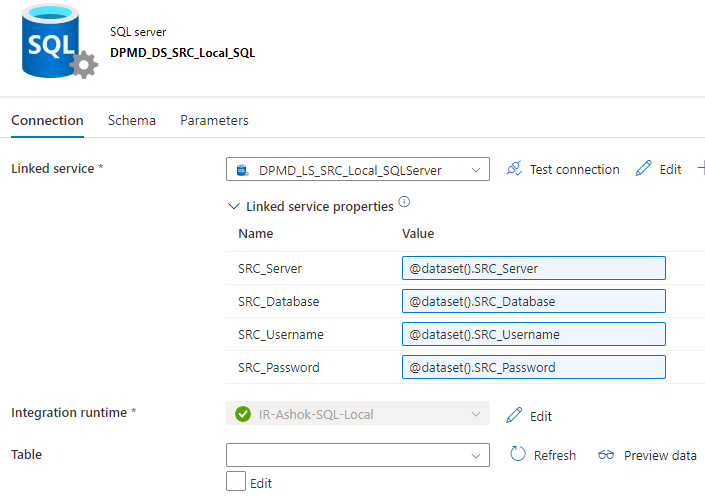 SQL
SQL server
DPMD_DS_SRC_Local_SQL
Connection Schema Parameters
Linked service * DPMD_LS_SRC_Local_SQLServer Test connection Edit
Linked service properties
Name Value
SRC_Server @dataset().SRC_Server
SRC_Database @dataset().SRC_Database
SRC_Username @dataset().SRC_Username
SRC_Password @dataset().SRC_Password
Integration runtime * IR-Ashok-SQL-Local Edit
Table Refresh Preview data
Edit